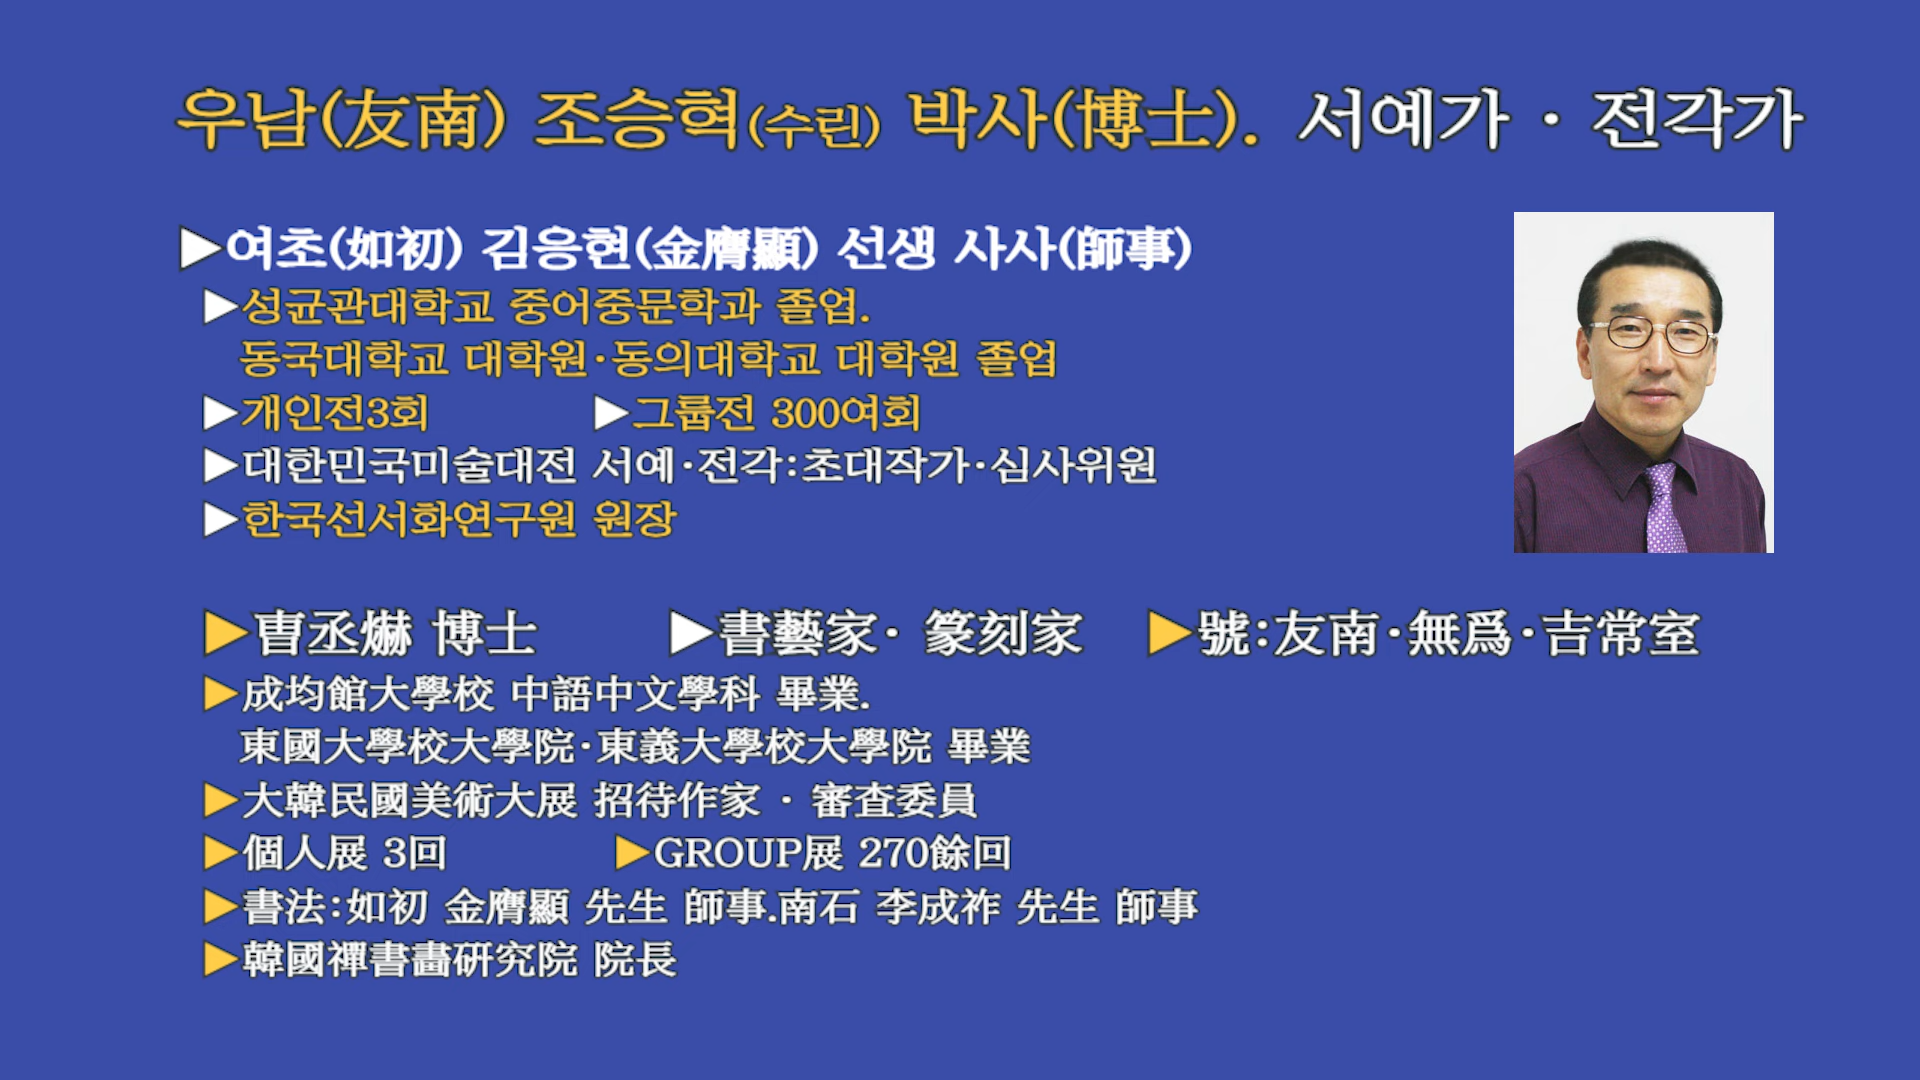 우남(友南) 조승혁(수린) 박사(博士). 서예가 · 전각가
▶여초(如初) 김응현(金膺顯) 선생 사사(師事)
▶성균관대학교 중어중문학과 졸업.
동국대학교 대학원·동의대학교 대학원 졸업
▶개인전3회 ▶그룹전 300여회
▶대한민국미술대전 서예·전각:초대작가·심사위원
▶한국선서화연구원 원장
▶曺丞爀 博士 ▶書藝家· 篆刻家 ▶號:友南·無爲·吉常室
▶成均館大學校 中語中文學科 畢業.
東國大學校大學院·東義大學校大學院 畢業
▶大韓民國美術大展 招待作家 · 審査委員
▶個人展 3回 ▶GROUP展 270餘回
▶書法:如初 金膺顯 先生 師事.南石 李成祚 先生 師事
▶韓國禪書畵硏究院 院長